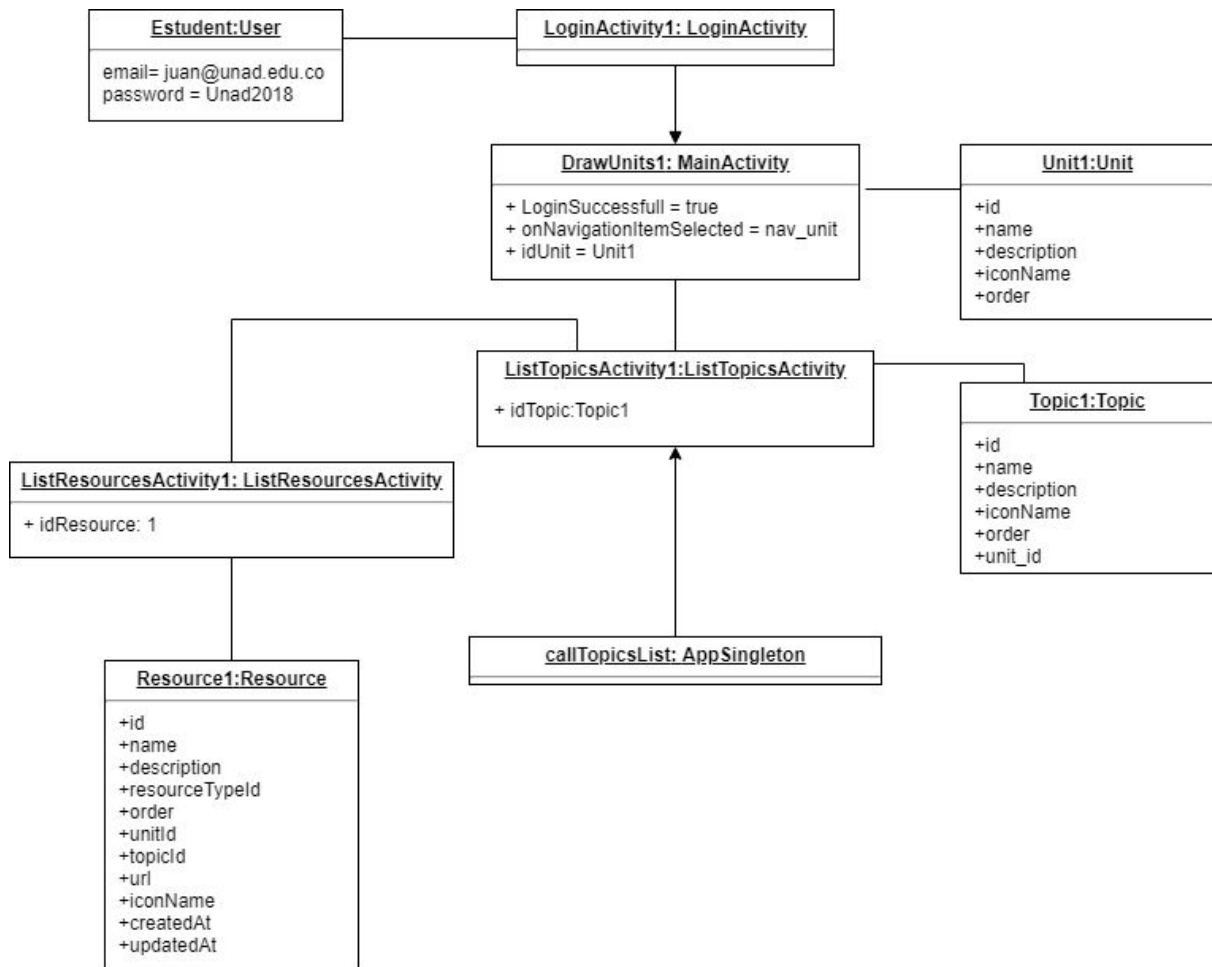 Estudent:User
email= juan@unad.edu.co
password = Unad2018
LoginActivity1: LoginActivity
DrawUnits1: MainActivity
+ LoginSuccessfull = true
+ onNavigationItemSelected = nav_unit
+ idUnit = Unit1
Unit1:Unit
+id
+name
+description
+iconName
+order
ListTopicsActivity1:ListTopicsActivity
+ idTopic:Topic1
Topic1:Topic
+id
+name
+description
+iconName
+order
+unit_id
ListResourcesActivity1: ListResourcesActivity
+ idResource: 1
callTopicsList: AppSingleton
Resource1:Resource
+id
+name
+description
+resourceTypeId
+order
+unitId
+topicId
+url
+iconName
+createdAt
+updatedAt